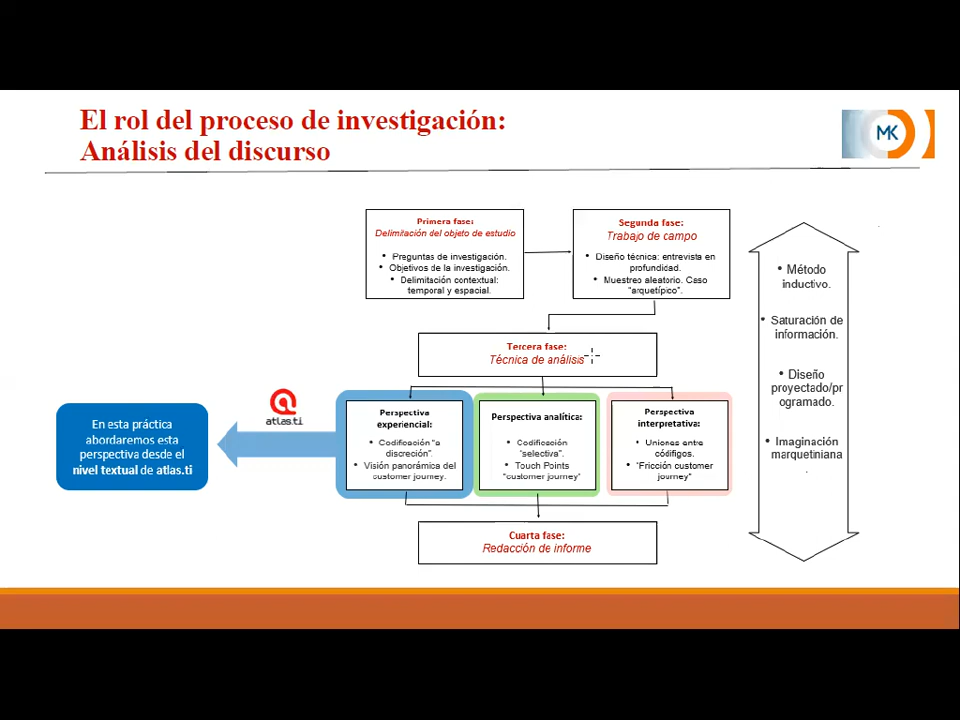 El rol del proceso de investigación:
Análisis del discurso
MK
Primera fase:
Delimitación del objeto de estudio
• Preguntas de investigación.
• Objetivos de la investigación.
• Delimitación contextual:
temporal y espacial.
Segunda fase:
Trabajo de campo
• Diseño técnica: entrevista en
profundidad.
• Muestreo aleatorio. Caso
"arquetípico".
Tercera fase:
Técnica de análisis
Perspectiva
experiencial:
• Codificación "a
discreción".
• Visión panorámica del
customer journey.
Perspectiva analítica:
• Codificación
"selectiva".
• Touch Points
"customer journey"
Perspectiva
interpretativa:
• Uniones entre
códigos.
• "Fricción customer
journey"
Cuarta fase:
Redacción de informe
atlas.ti
En esta práctica
abordaremos esta
perspectiva desde el
nivel textual de atlas.ti
• Método
inductivo.
• Saturación de
información.
• Diseño
proyectado/pr
ogramado.
• Imaginación
marquetiniana
.